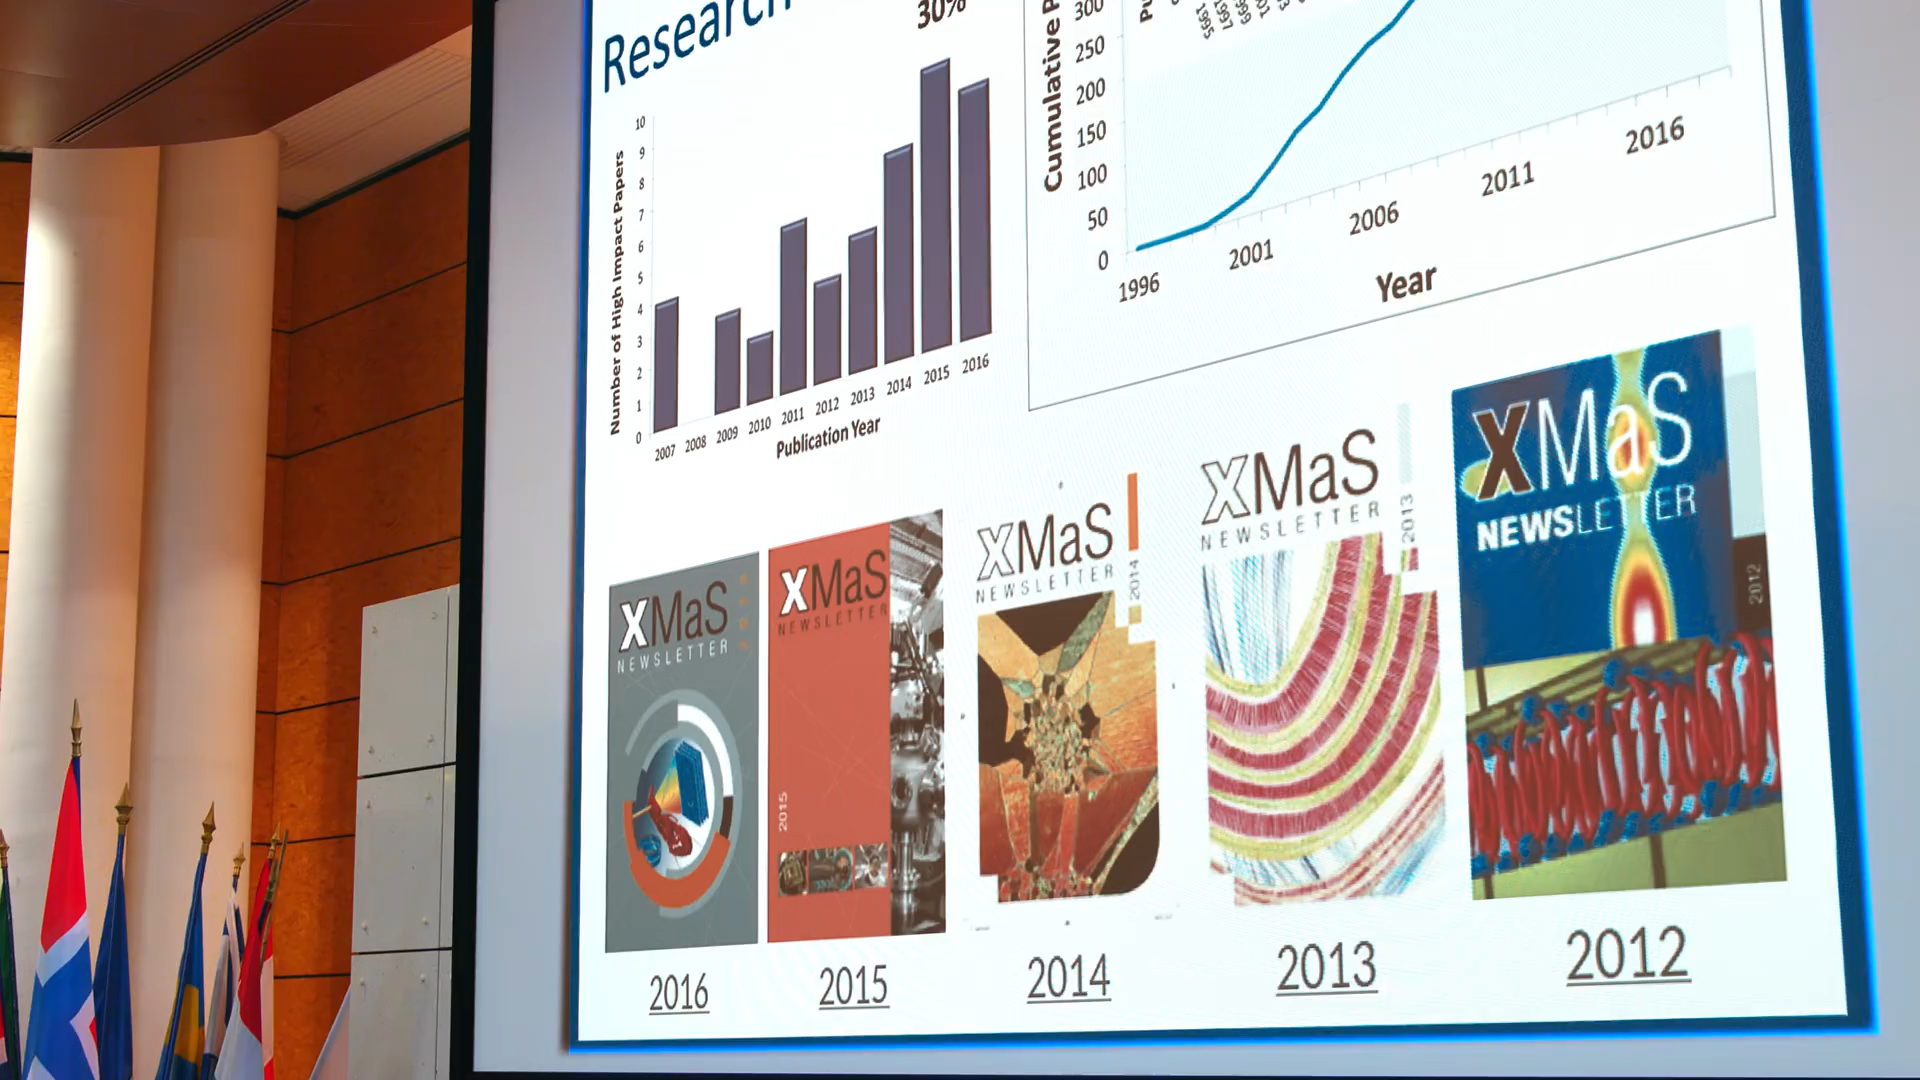 Research
30%
Number of High Impact Papers
10
9
8
7
6
5
4
3
2
1
0
2007 2008 2009 2010 2011 2012 2013 2014 2015 2016
Publication Year
Cumulative
300
250
200
150
100
50
0
1995
1997
1996 2001 2006 2011 2016
Year
XMaS
NEWSLETTER
XMaS
NEWSLETTER
2015
XMaS
NEWSLETTER
2014
XMaS
NEWSLETTER
2013
XMaS
NEWSLETTER
2012
2016
2015
2014
2013
2012